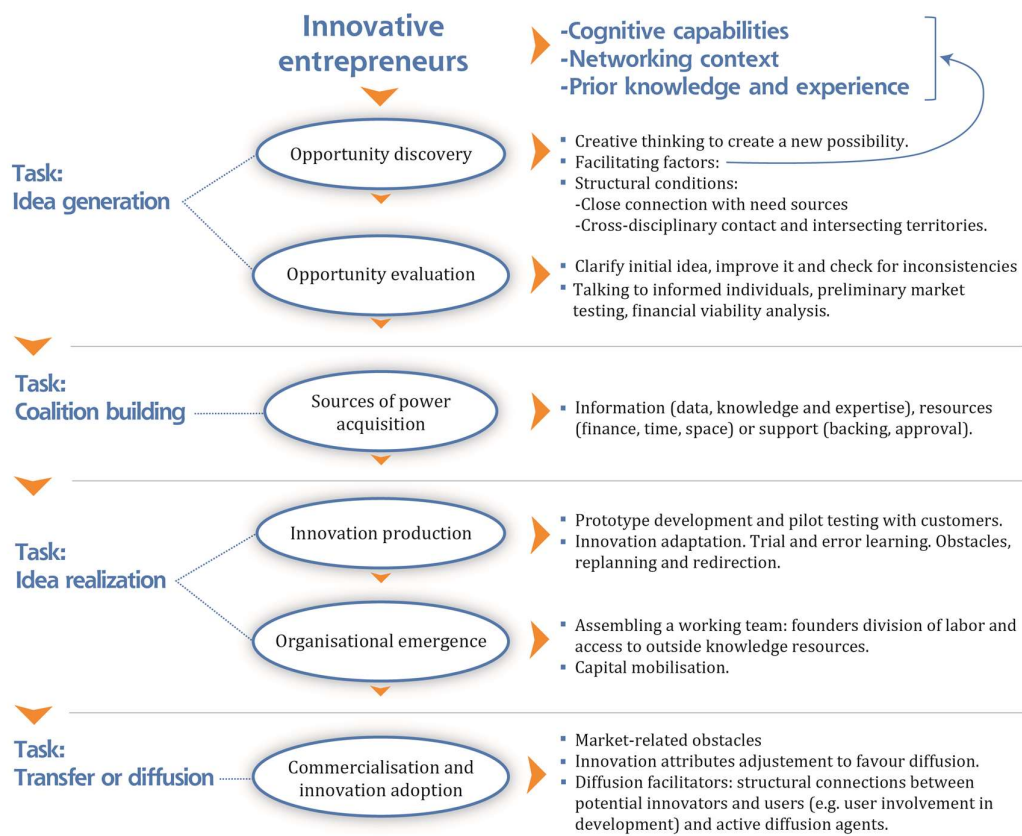 Innovative
entrepreneurs
-Cognitive capabilities
-Networking context
-Prior knowledge and experience
Task:
Idea generation
Opportunity discovery
▪ Creative thinking to create a new possibility.
▪ Facilitating factors:
▪ Structural conditions:
-Close connection with need sources
-Cross-disciplinary contact and intersecting territories.
Opportunity evaluation
▪ Clarify initial idea, improve it and check for inconsistencies
▪ Talking to informed individuals, preliminary market
testing, financial viability analysis.
Task:
Coalition building
Sources of power
acquisition
▪ Information (data, knowledge and expertise), resources
(finance, time, space) or support (backing, approval).
Task:
Idea realization
Innovation production
▪ Prototype development and pilot testing with customers.
▪ Innovation adaptation. Trial and error learning. Obstacles,
replanning and redirection.
Organisational emergence
▪ Assembling a working team: founders division of labor and
access to outside knowledge resources.
▪ Capital mobilisation.
Task:
Transfer or diffusion
Commercialisation and
innovation adoption
▪ Market-related obstacles
▪ Innovation attributes adjustement to favour diffusion.
▪ Diffusion facilitators: structural connections between
potential innovators and users (e.g. user involvement in
development) and active diffusion agents.